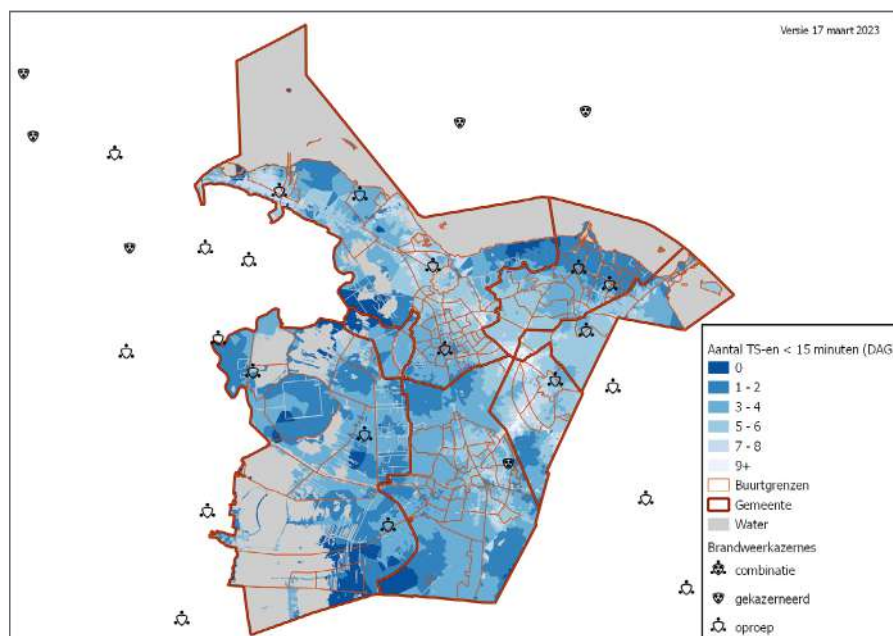 Versie 17 maart 2023
Aantal TS-en < 15 minuten (DAG
0
1 - 2
3 - 4
5 - 6
7 - 8
9+
Buurtgrenzen
Gemeente
Water
Brandweerkazernes
combinatie
gekazerneerd
oproep